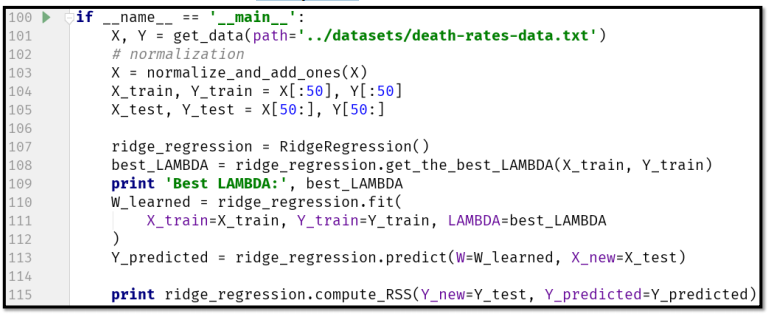 100 if __name__ == '__main__':
101 X, Y = get_data(path='../datasets/death-rates-data.txt')
102 # normalization
103 X = normalize_and_add_ones(X)
104 X_train, Y_train = X[:50], Y[:50]
105 X_test, Y_test = X[50:], Y[50:]
106
107 ridge_regression = RidgeRegression()
108 best_LAMBDA = ridge_regression.get_the_best_LAMBDA(X_train, Y_train)
109 print 'Best LAMBDA:', best_LAMBDA
110 W_learned = ridge_regression.fit(
111 X_train=X_train, Y_train=Y_train, LAMBDA=best_LAMBDA
112 )
113 Y_predicted = ridge_regression.predict(W=W_learned, X_new=X_test)
114
115 print ridge_regression.compute_RSS(Y_new=Y_test, Y_predicted=Y_predicted)